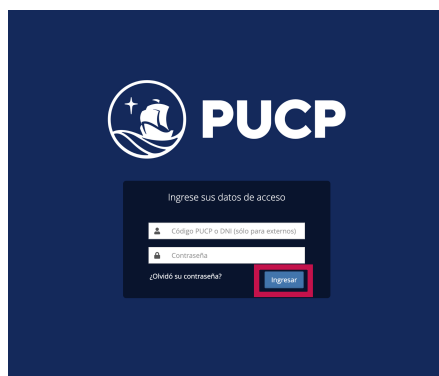 PUCP
Ingrese sus datos de acceso
Código PUCP o DNI (sólo para externos)
Contraseña
¿Olvidó su contraseña?
Ingresar